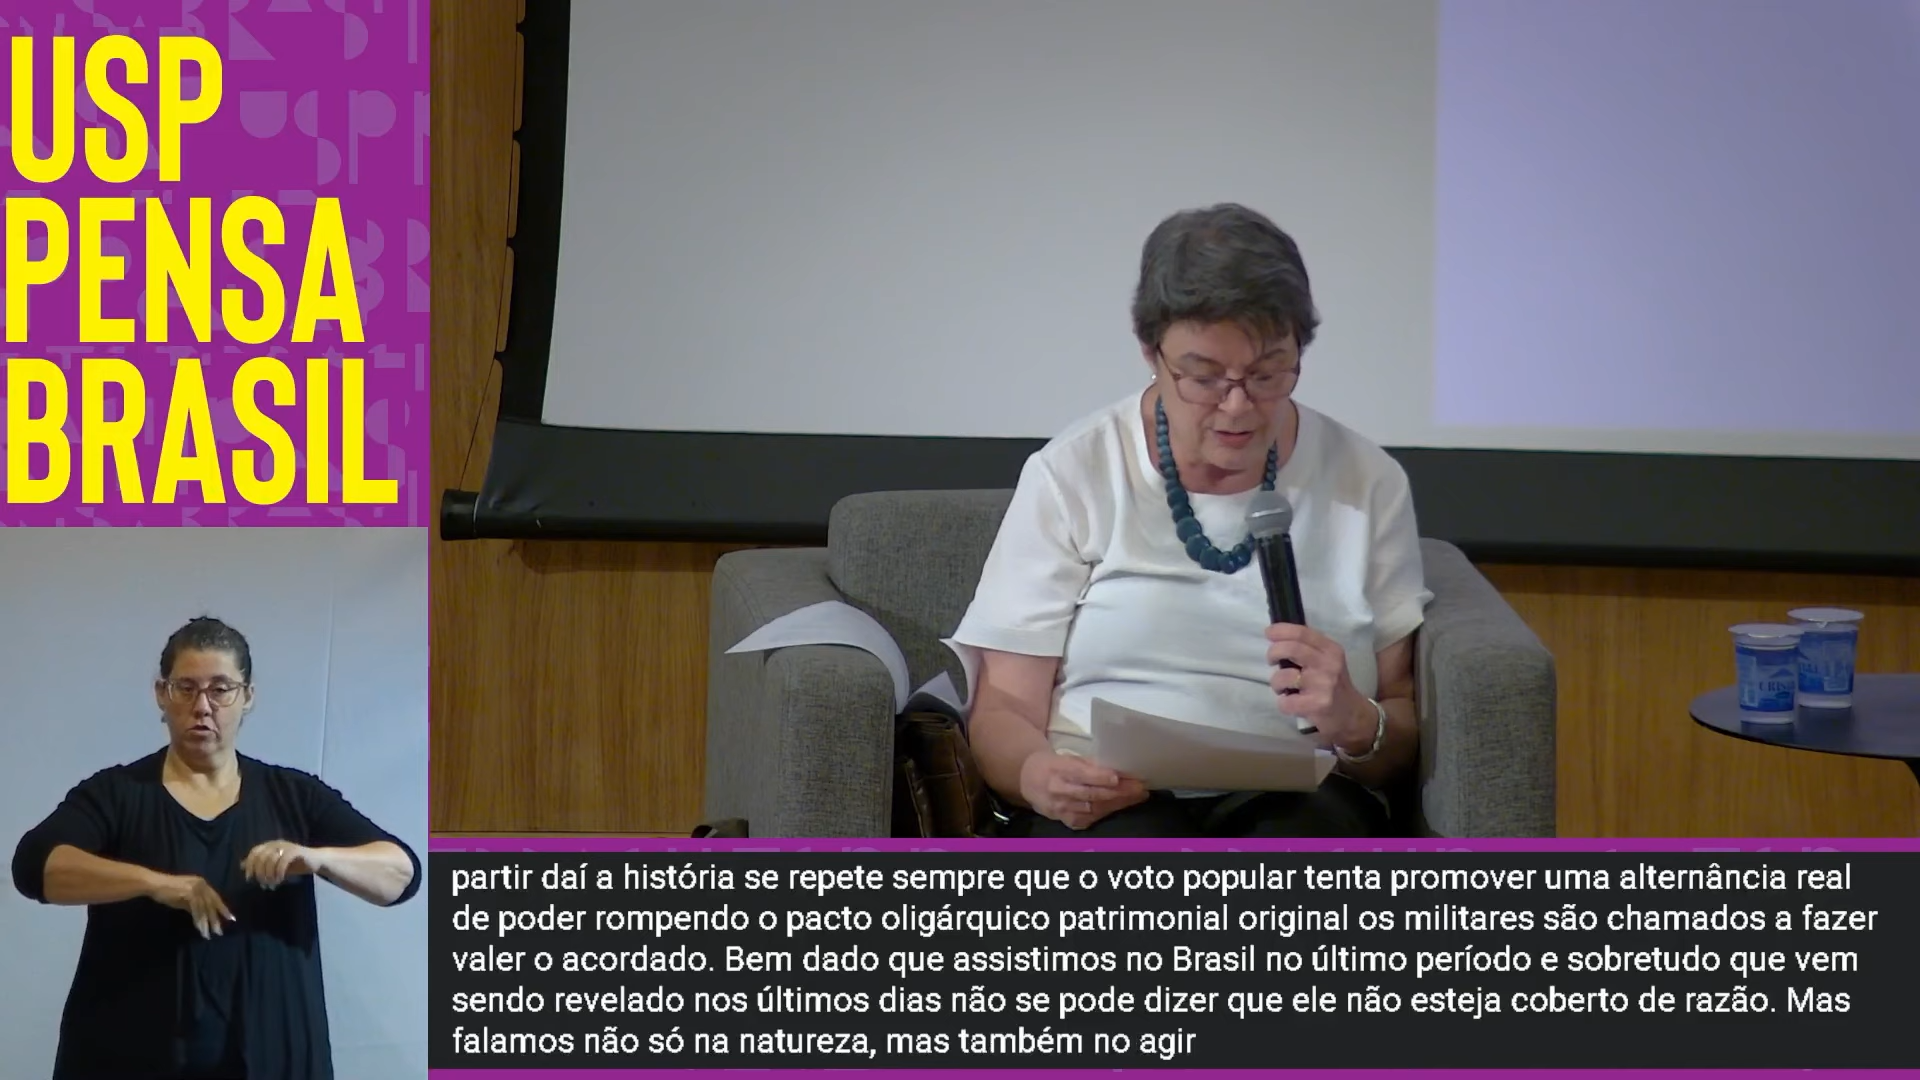 USP
PENSA
BRASIL
partir daí a história se repete sempre que o voto popular tenta promover uma alternância real
de poder rompendo o pacto oligárquico patrimonial original os militares são chamados a fazer
valer o acordado. Bem dado que assistimos no Brasil no último período e sobretudo que vem
sendo revelado nos últimos dias não se pode dizer que ele não esteja coberto de razão. Mas
falamos não só na natureza, mas também no agir